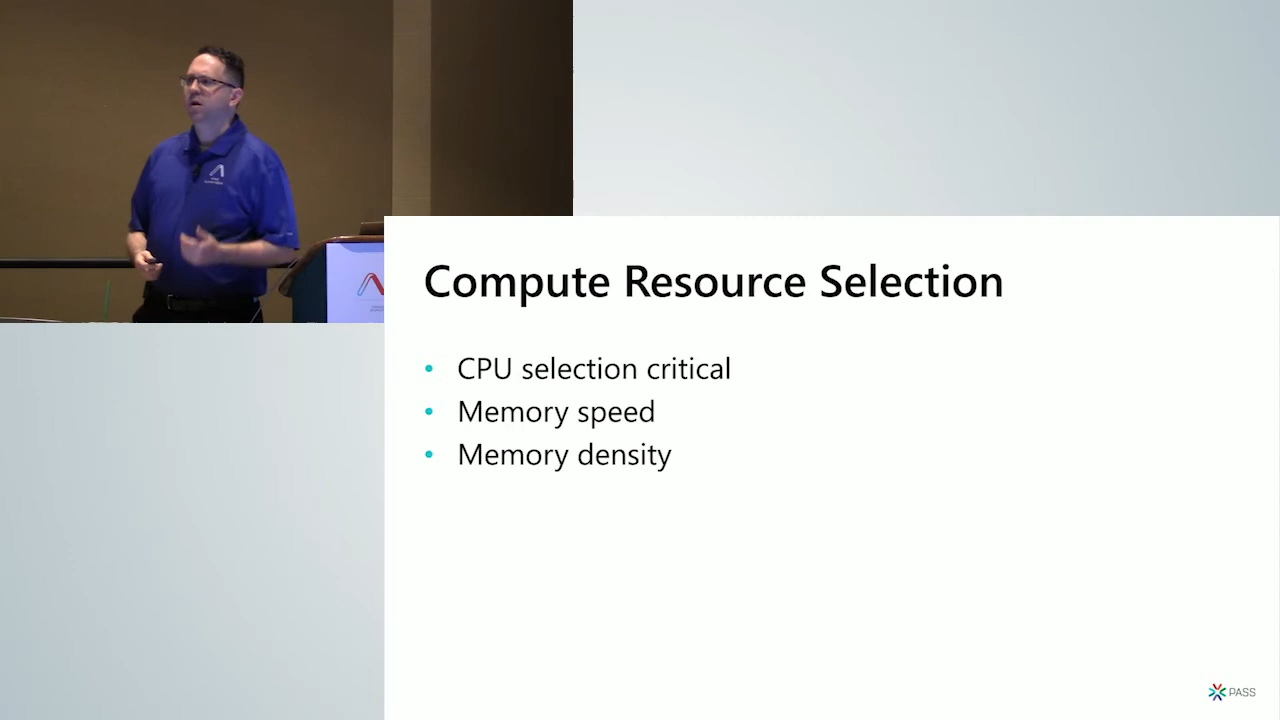 Compute Resource Selection
• CPU selection critical
• Memory speed
• Memory density
PASS